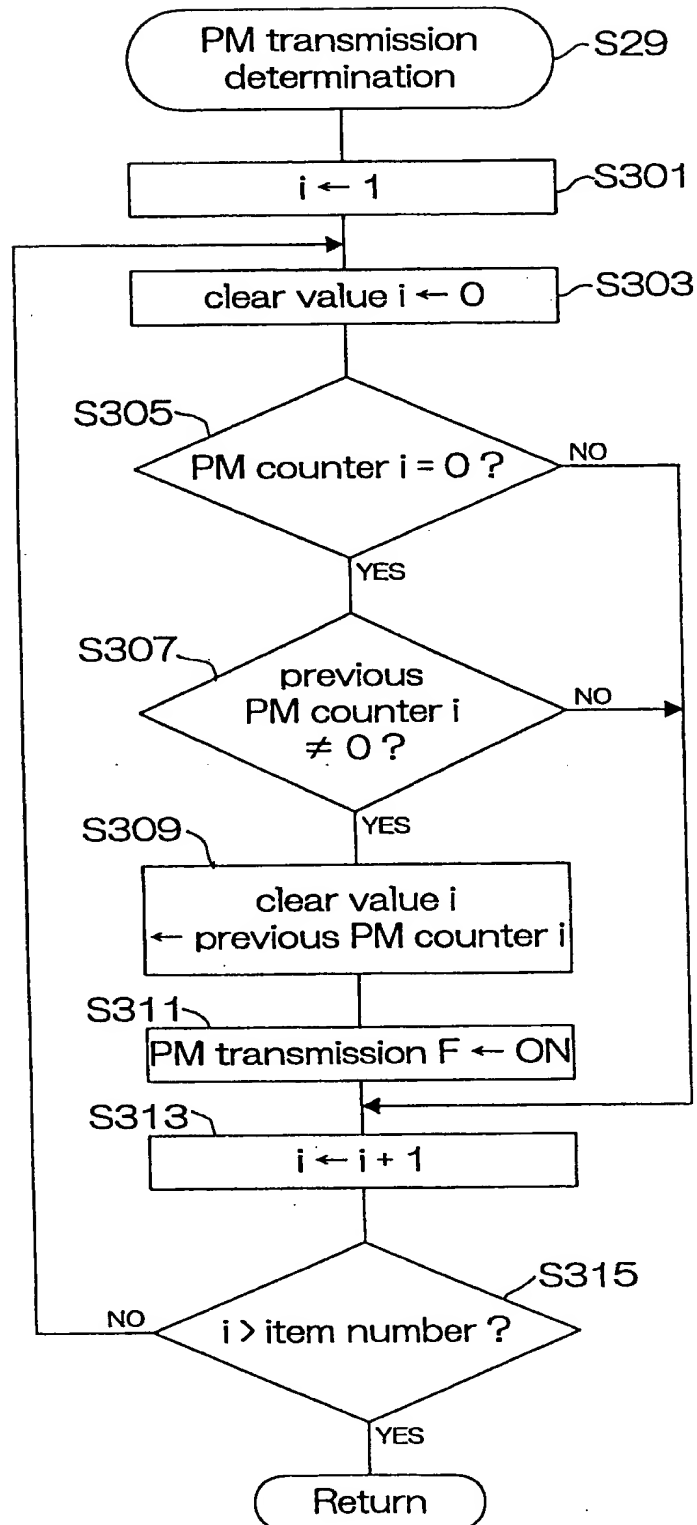 PM transmission
determination
S29
i ← 1
S301
clear value i ← 0
S303
S305
PM counter i = 0 ?
NO
YES
S307
previous
PM counter i
≠ 0 ?
NO
YES
S309
clear value i
← previous PM counter i
S311
PM transmission F ← ON
S313
i ← i + 1
S315
i > item number ?
NO
YES
Return